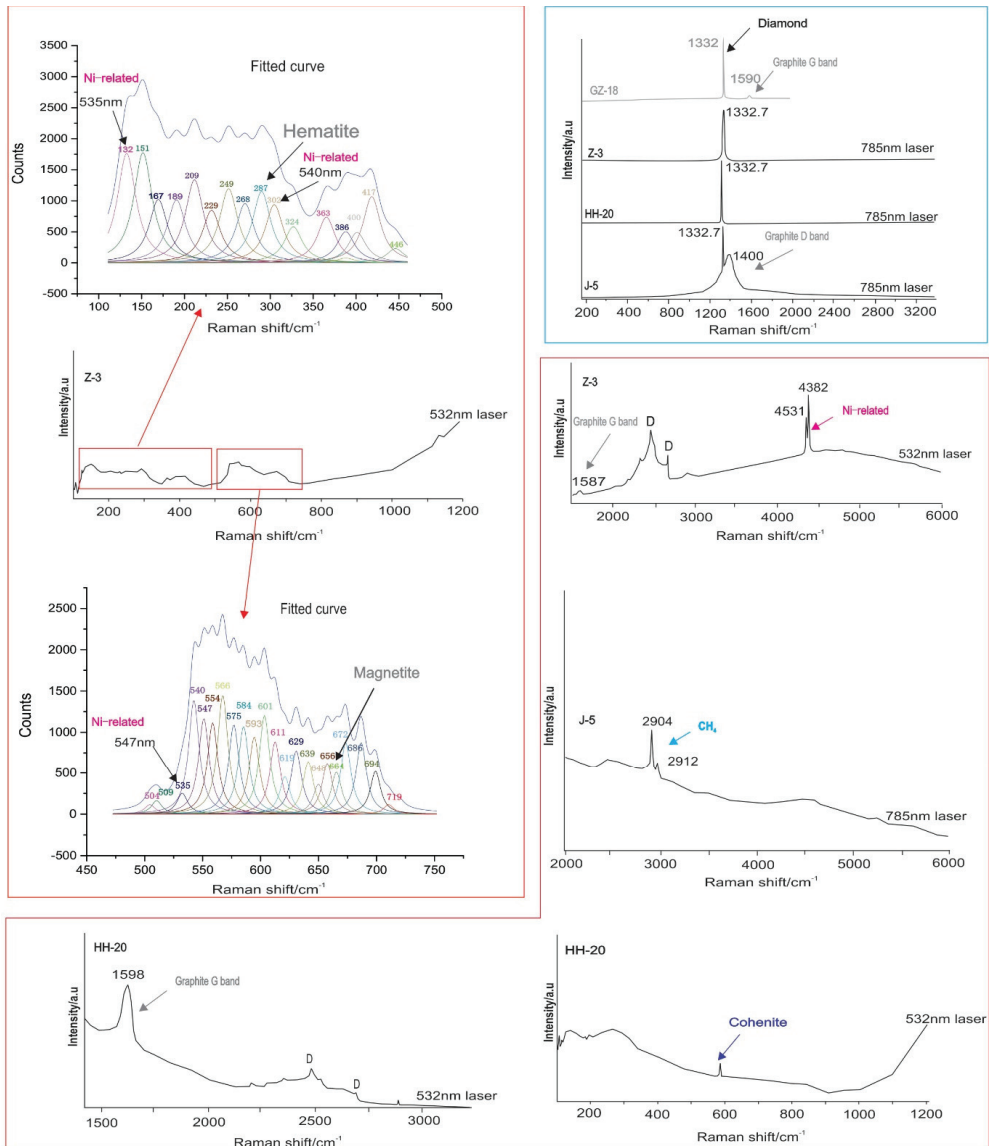 3500
3000
2500
2000
1500
1000
500
0
-500
Counts
Fitted curve
Ni-related
535nm
Hematite
Ni-related
540nm
132
151
167
189
209
229
249
268
287
302
324
363
386
400
417
446
100 150 200 250 300 350 400 450 500
Raman shift/cm-1
Z-3
Intensity/a.u
532nm laser
200 400 600 800 1000 1200
Raman shift/cm-1
2500
2000
1500
1000
500
0
-500
Counts
Fitted curve
Magnetite
Ni-related
547nm
504
509
535
540
547
554
566
575
584
593
601
611
619
629
639
648
656
664
672
686
694
719
450 500 550 600 650 700 750
Raman shift/cm-1
Diamond
1332
Graphite G band
1590
GZ-18
1332.7
Z-3
785nm laser
1332.7
HH-20
785nm laser
1332.7
Graphite D band
1400
J-5
785nm laser
Intensity/a.u
200 800 1200 1600 2000 2400 2800 3200
Raman shift/cm-1
Z-3
Intensity/a.u
4382
4531
Ni-related
D
D
Graphite G band
1587
532nm laser
2000 3000 4000 5000 6000
Raman shift/cm-1
J-5
Intensity/a.u
2904
CH4
2912
785nm laser
2000 3000 4000 5000 6000
Raman shift/cm-1
HH-20
Intensity/a.u
1598
Graphite G band
D
D
532nm laser
1500 2000 2500 3000
Raman shift/cm-1
HH-20
Intensity/a.u
Cohenite
532nm laser
200 400 600 800 1000 1200
Raman shift/cm-1